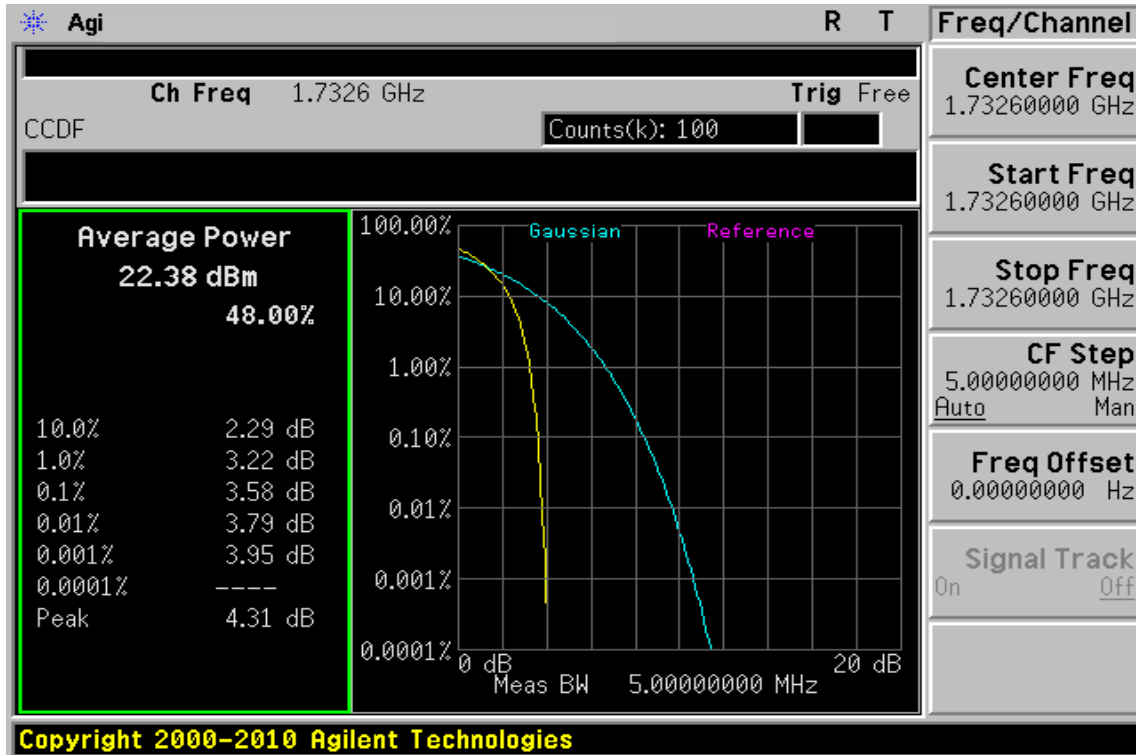 Agi R T
Ch Freq 1.7326 GHz Trig Free
CCDF Counts(k): 100
Average Power
22.38 dBm
48.00%
10.0% 2.29 dB
1.0% 3.22 dB
0.1% 3.58 dB
0.01% 3.79 dB
0.001% 3.95 dB
0.0001% ----
Peak 4.31 dB
Gaussian Reference
100.00%
10.00%
1.00%
0.10%
0.01%
0.001%
0.0001%
0 dB 20 dB
Meas BW 5.00000000 MHz
Freq/Channel
Center Freq
1.73260000 GHz
Start Freq
1.73260000 GHz
Stop Freq
1.73260000 GHz
CF Step
5.00000000 MHz
Auto Man
Freq Offset
0.00000000 Hz
Signal Track
On Off
Copyright 2000-2010 Agilent Technologies